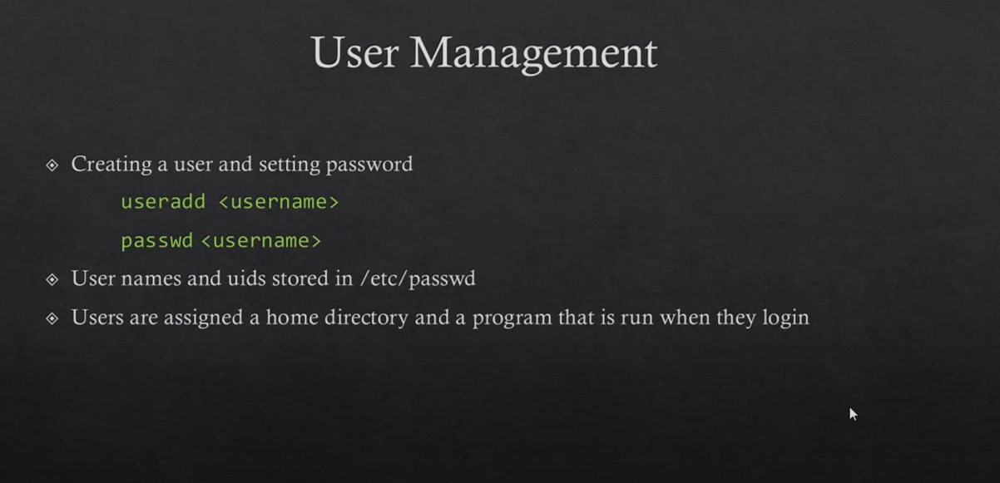 User Management
Creating a user and setting password
useradd <username>
passwd <username>
User names and uids stored in /etc/passwd
Users are assigned a home directory and a program that is run when they login